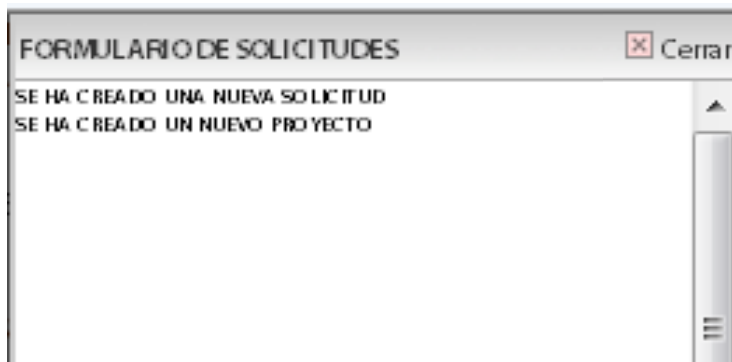 FORMULARIO DE SOLICITUDES
Cerrar
SE HA CREADO UNA NUEVA SOLICITUD
SE HA CREADO UN NUEVO PROYECTO